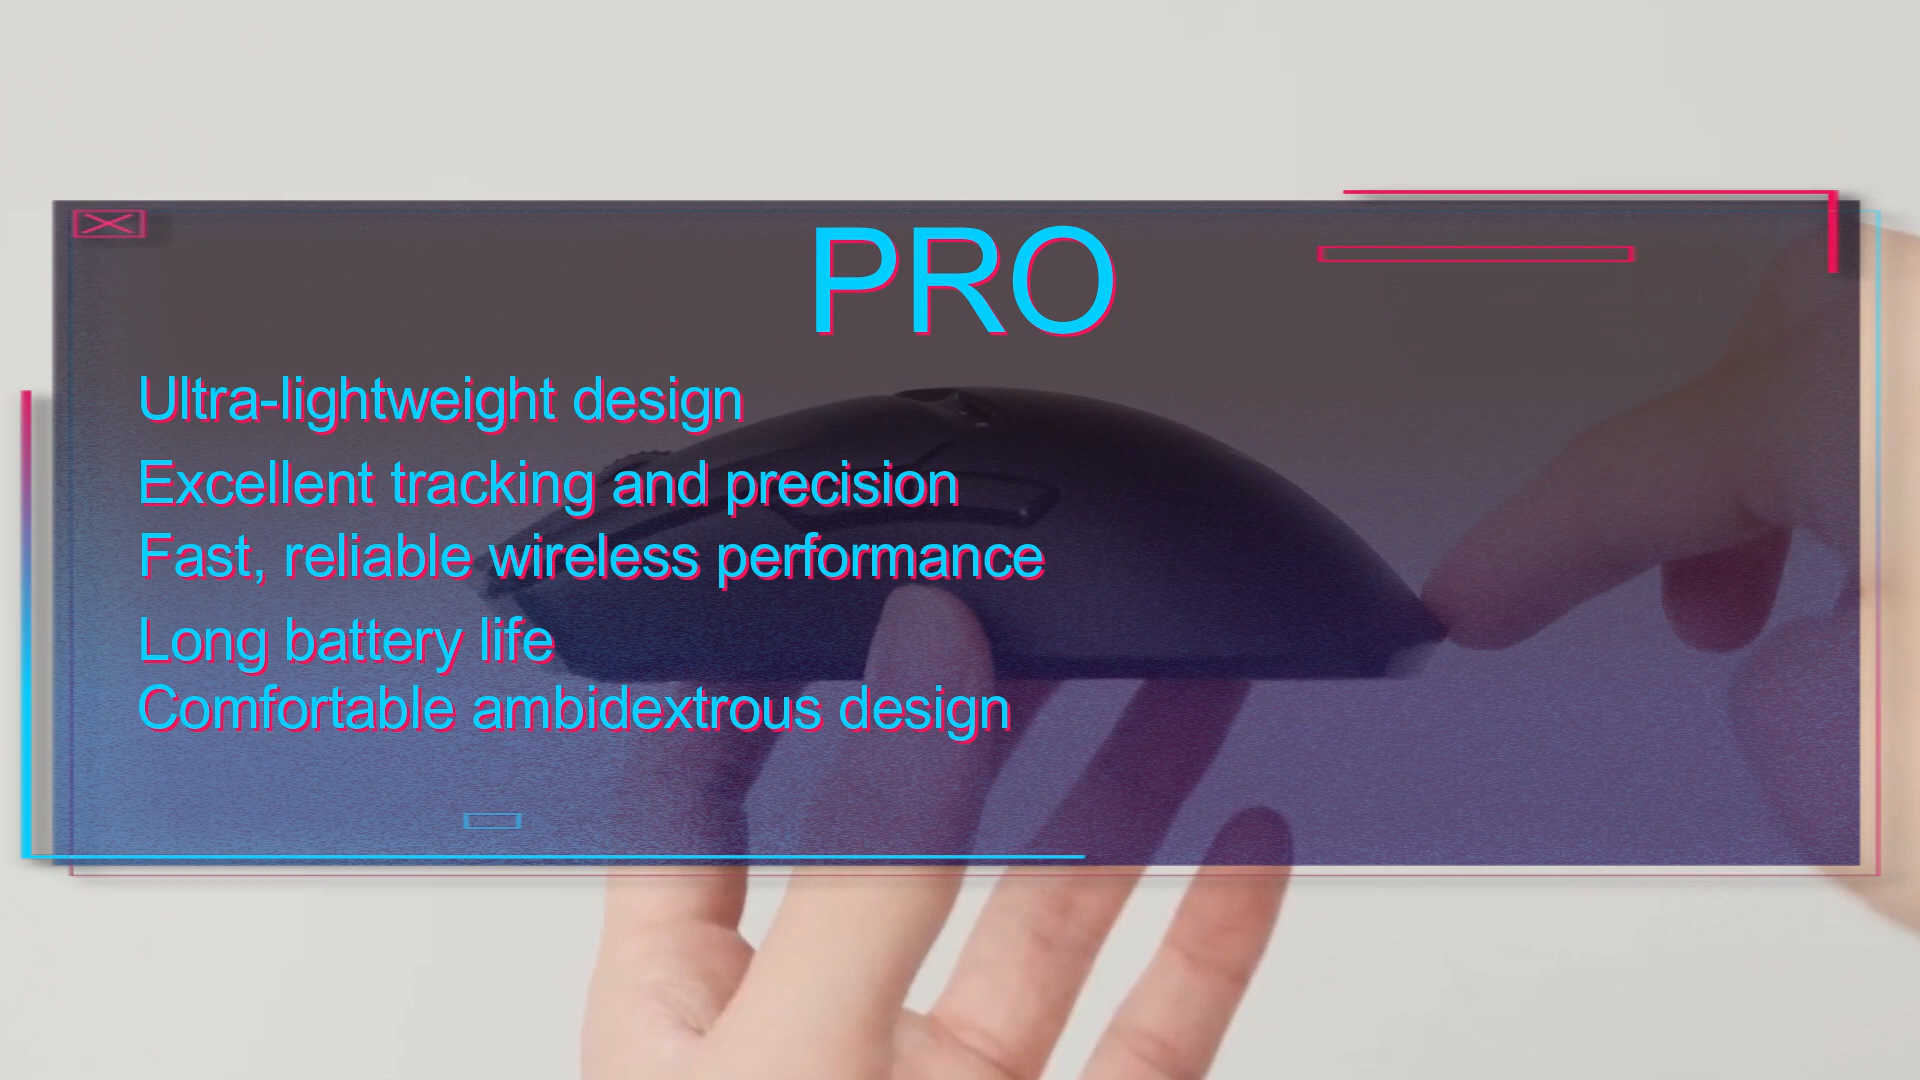 PRO
Ultra-lightweight design
Excellent tracking and precision
Fast, reliable wireless performance
Long battery life
Comfortable ambidextrous design